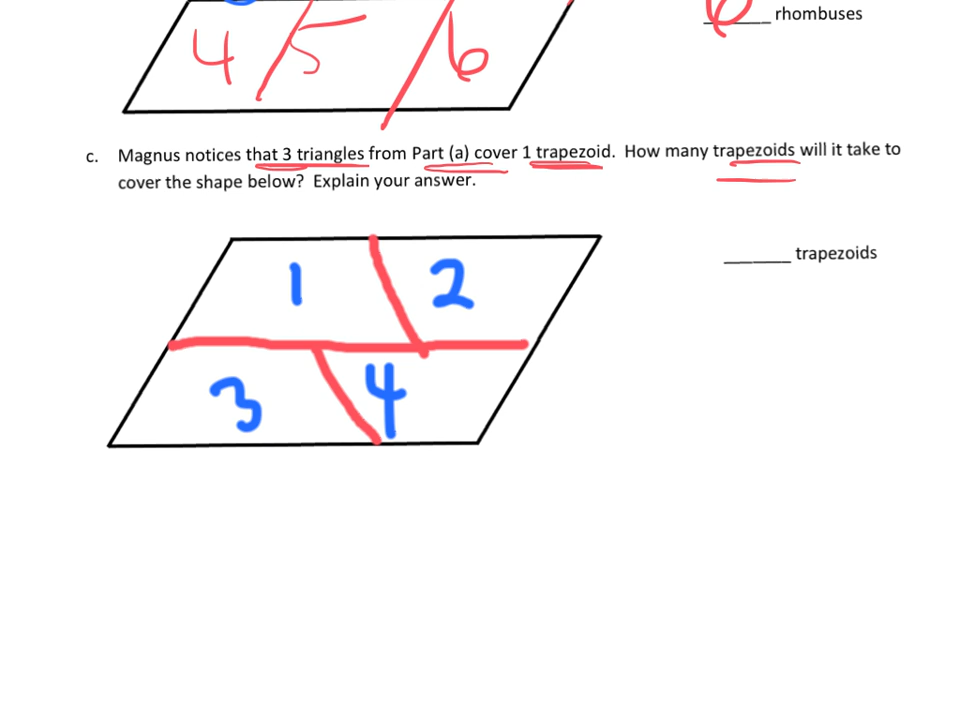 4 5 6
6 rhombuses
c. Magnus notices that 3 triangles from Part (a) cover 1 trapezoid. How many trapezoids will it take to
cover the shape below? Explain your answer.
1 2
_____ trapezoids
3 4